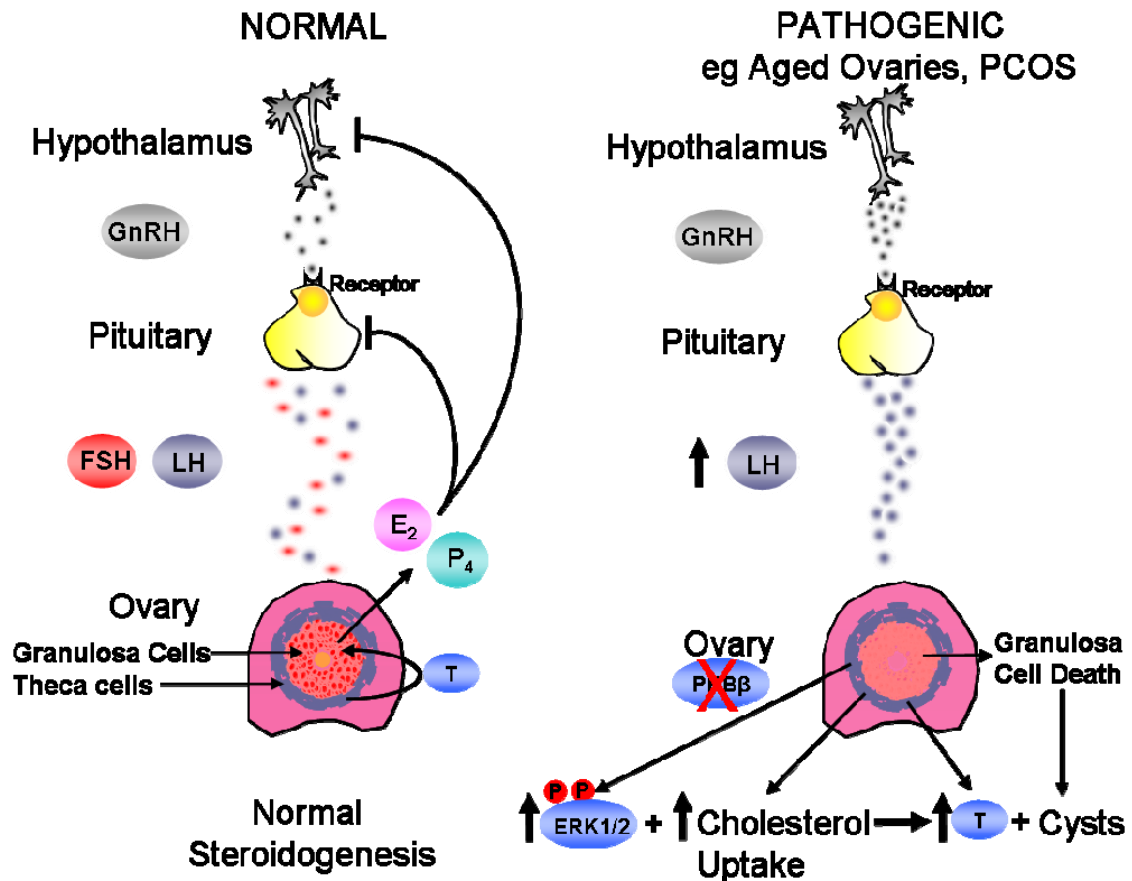 NORMAL
Hypothalamus
GnRH
Receptor
Pituitary
FSH LH
E2
P4
Ovary
Granulosa Cells
Theca cells
T
Normal
Steroidogenesis
PATHOGENIC
eg Aged Ovaries, PCOS
Hypothalamus
GnRH
Receptor
Pituitary
LH
Ovary
Granulosa
Cell Death
P P
ERK1/2 + Cholesterol T + Cysts
Uptake